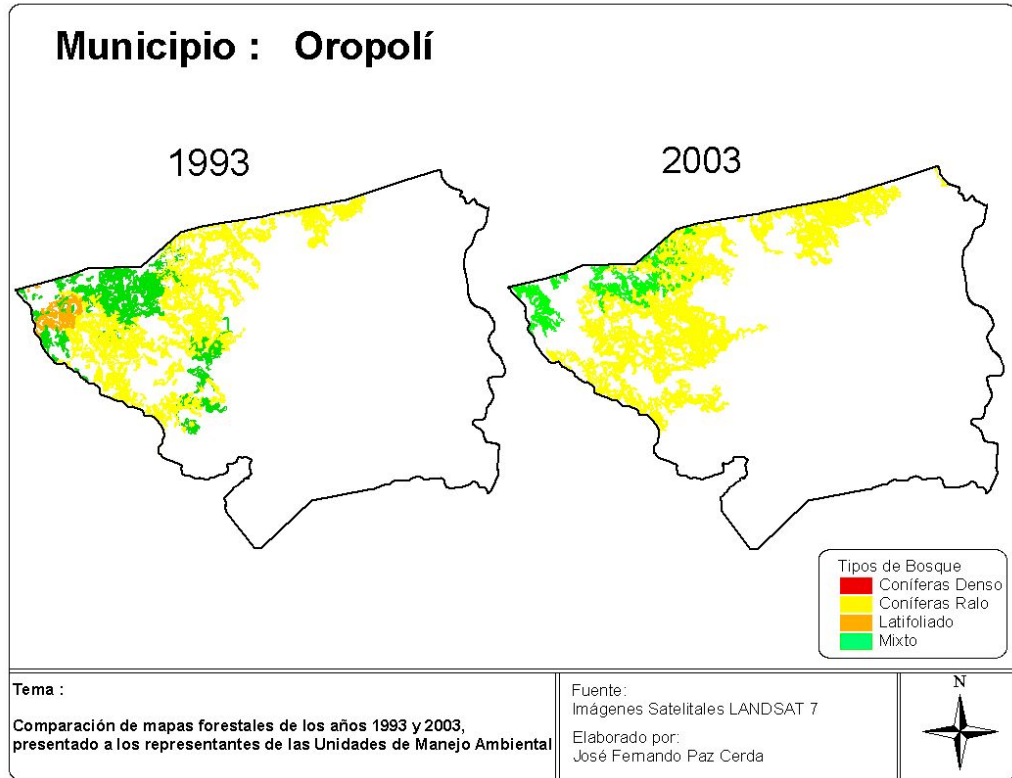 Municipio : Oropolí
1993
2003
Tipos de Bosque
Coníferas Denso
Coníferas Ralo
Latifoliado
Mixto
Tema :
Comparación de mapas forestales de los años 1993 y 2003,
presentado a los representantes de las Unidades de Manejo Ambiental
Fuente:
Imágenes Satelitales LANDSAT 7
Elaborado por:
José Fernando Paz Cerda
N